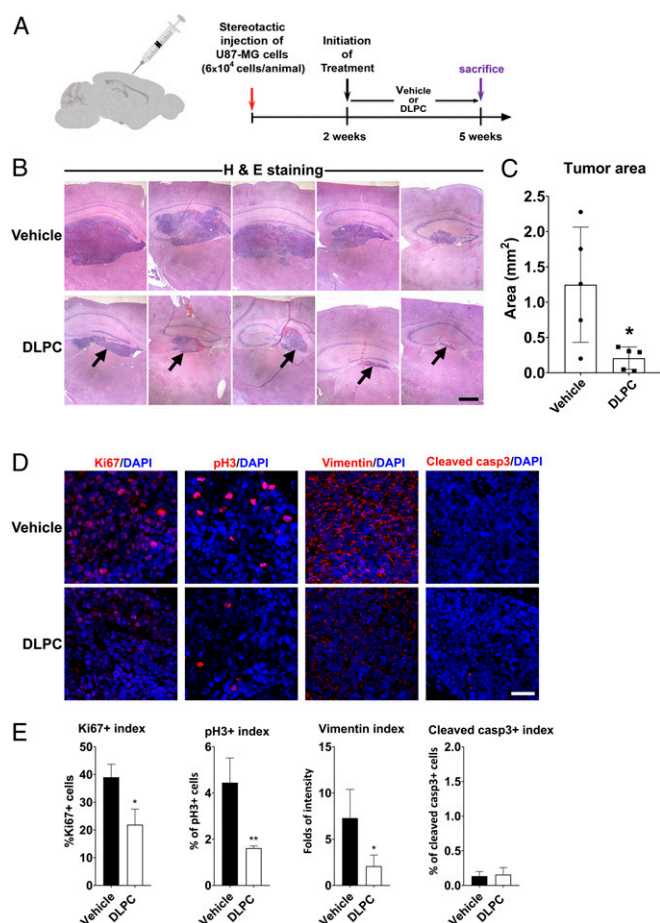 A
Stereotactic
injection of
U87-MG cells
(6x10⁴ cells/animal)
Initiation
of
Treatment
sacrifice
Vehicle
or
DLPC
2 weeks
5 weeks
B
H & E staining
Vehicle
DLPC
C
Tumor area
Area (mm²)
2.5
2.0
1.5
1.0
0.5
0.0
*
Vehicle
DLPC
D
Ki67/DAPI
pH3/DAPI
Vimentin/DAPI
Cleaved casp3/DAPI
Vehicle
DLPC
E
Ki67+ index
%Ki67+ cells
50
40
30
20
10
0
*
Vehicle
DLPC
pH3+ index
% of pH3+ cells
6
4
2
0
**
Vehicle
DLPC
Vimentin index
Folds of intensity
15
10
5
0
*
Vehicle
DLPC
Cleaved casp3+ index
% of cleaved casp3+ cells
2.0
1.5
1.0
0.5
0.0
Vehicle
DLPC